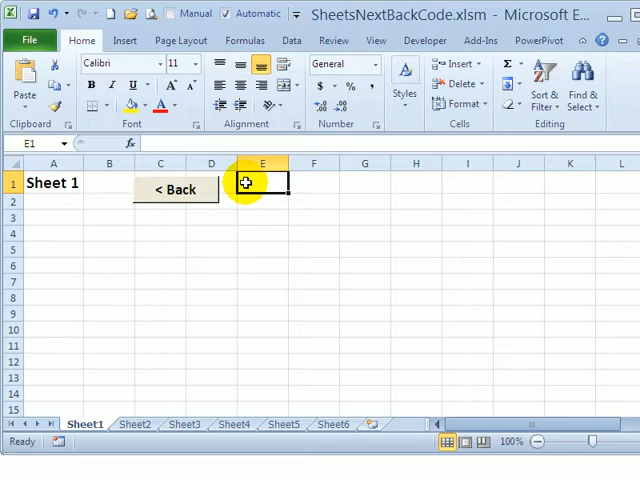 Manual Automatic SheetsNextBackCode.xlsm - Microsoft E...
File Home Insert Page Layout Formulas Data Review View Developer Add-Ins PowerPivot
Calibri 11 General Insert Σ
Paste B I U A A $ % , Styles Delete Sort & Filter Find & Select
A Format
Clipboard Font Alignment Number Cells Editing
E1 fx
A B C D E F G H I J K L
1 Sheet 1 < Back
2
3
4
5
6
7
8
9
10
11
12
13
14
15
Sheet1 Sheet2 Sheet3 Sheet4 Sheet5 Sheet6
Ready 100%